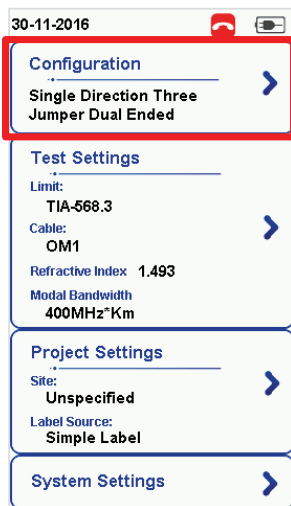 30-11-2016
Configuration
Single Direction Three
Jumper Dual Ended
Test Settings
Limit:
TIA-568.3
Cable:
OM1
Refractive Index 1.493
Modal Bandwidth
400MHz*Km
Project Settings
Site:
Unspecified
Label Source:
Simple Label
System Settings